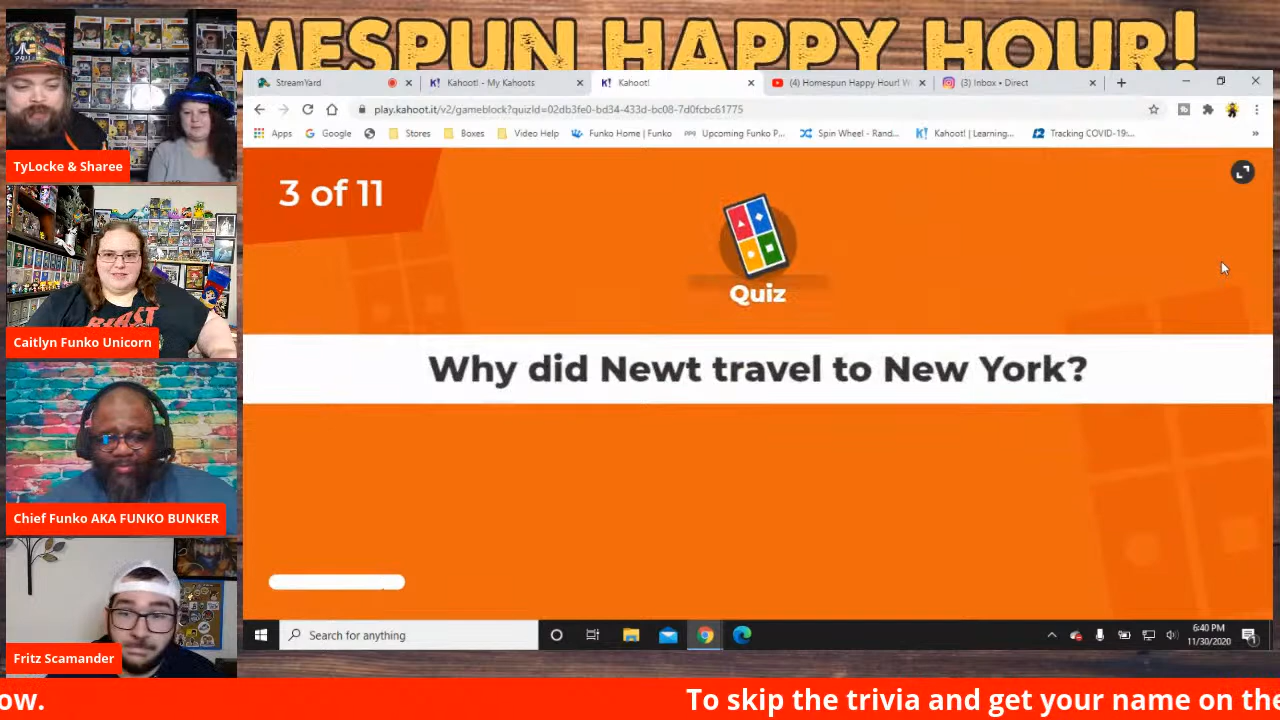 MESPUN HAPPY HOUR!
StreamYard
Kahoot! - My Kahoots
Kahoot!
(4) Homespun Happy Hour! W
(3) Inbox • Direct
play.kahoot.it/v2/gameblock?quizId=02db3fe0-bd34-433d-bc08-7d0fcbc61775
Apps
Google
Stores
Boxes
Video Help
Funko Home | Funko
Upcoming Funko P...
Spin Wheel - Rand...
Kahoot! | Learning...
Tracking COVID-19:...
TyLocke & Sharee
3 of 11
Quiz
Caitlyn Funko Unicorn
Why did Newt travel to New York?
Chief Funko AKA FUNKO BUNKER
Fritz Scamander
Search for anything
6:40 PM
11/30/2020
ow.
To skip the trivia and get your name on the